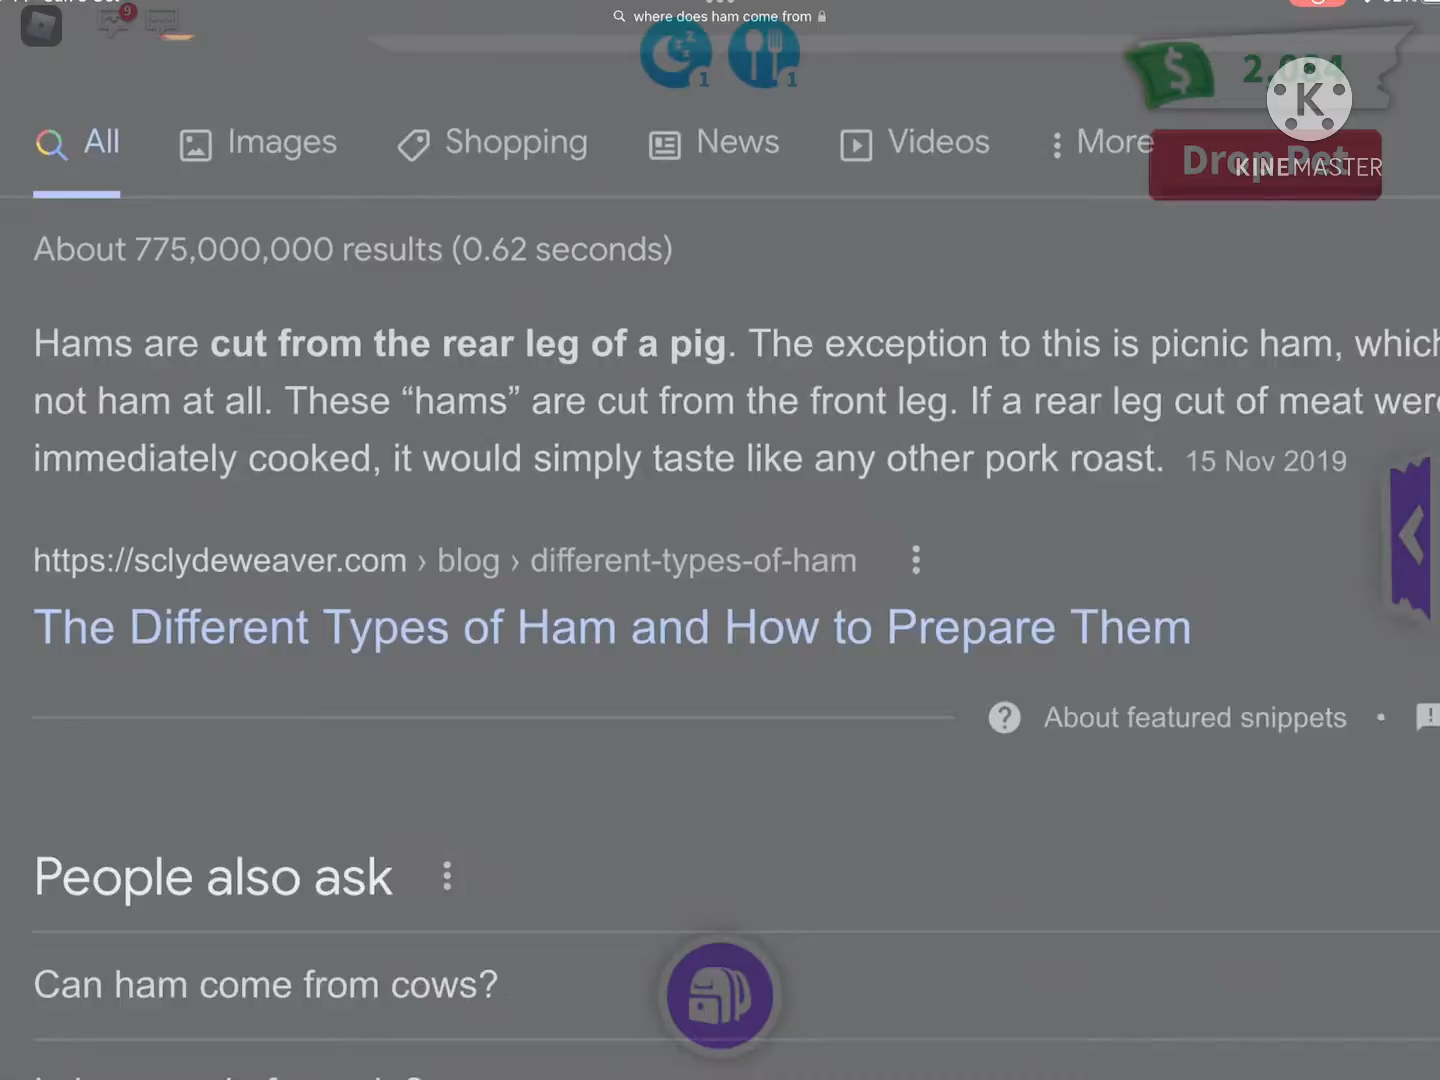 where does ham come from
9
1
1
All Images Shopping News Videos More
Drop Pet
KINEMASTER
K
About 775,000,000 results (0.62 seconds)
Hams are cut from the rear leg of a pig. The exception to this is picnic ham, which
not ham at all. These “hams” are cut from the front leg. If a rear leg cut of meat were
immediately cooked, it would simply taste like any other pork roast. 15 Nov 2019
https://sclydeweaver.com › blog › different-types-of-ham
The Different Types of Ham and How to Prepare Them
About featured snippets •
People also ask
Can ham come from cows?